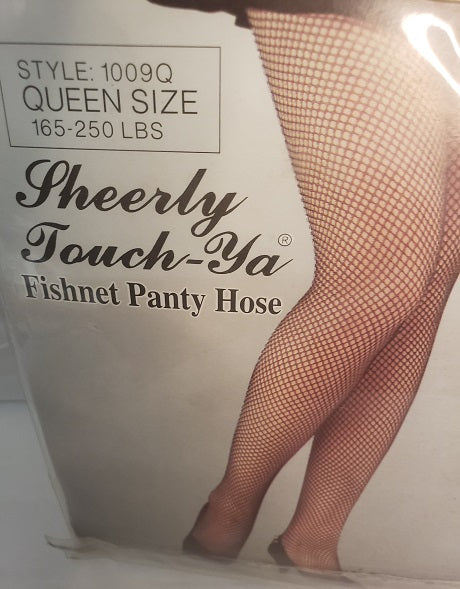 STYLE: 1009Q
QUEEN SIZE
165-250 LBS
Sheerly
Touch-Ya®
Fishnet Panty Hose